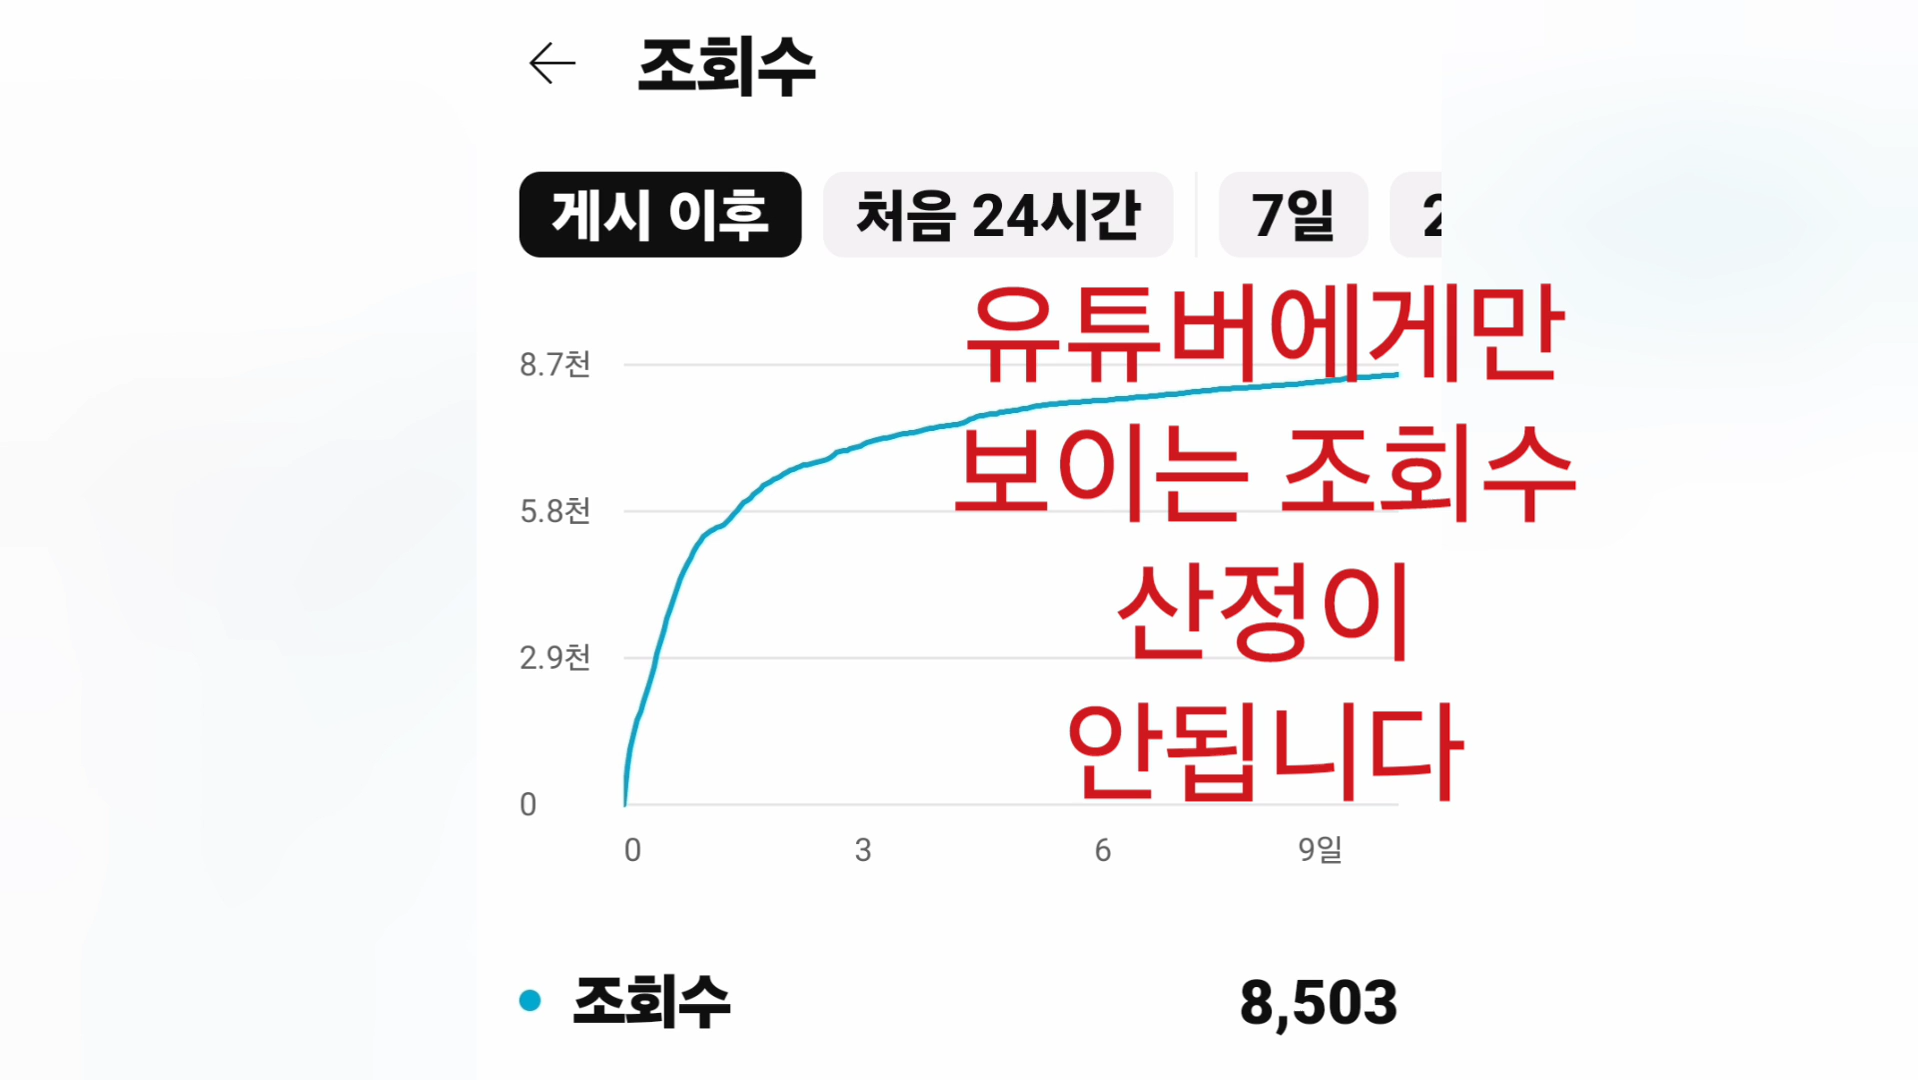 조회수
게시 이후
처음 24시간
7일
2
유튜버에게만
보이는 조회수
산정이
안됩니다
8.7천
5.8천
2.9천
0
0
3
6
9일
조회수
8,503